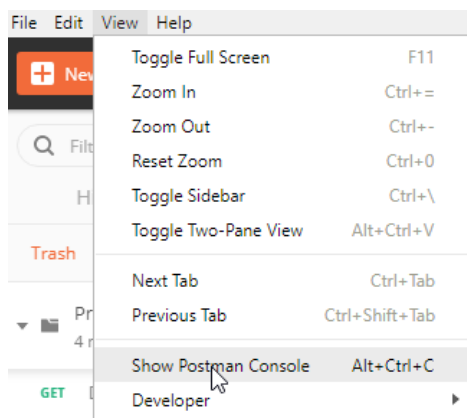 File Edit View Help
Toggle Full Screen F11
Zoom In Ctrl+=
Zoom Out Ctrl+-
Reset Zoom Ctrl+0
Toggle Sidebar Ctrl+\
Toggle Two-Pane View Alt+Ctrl+V
Trash
Next Tab Ctrl+Tab
Previous Tab Ctrl+Shift+Tab
Show Postman Console Alt+Ctrl+C
GET
Developer